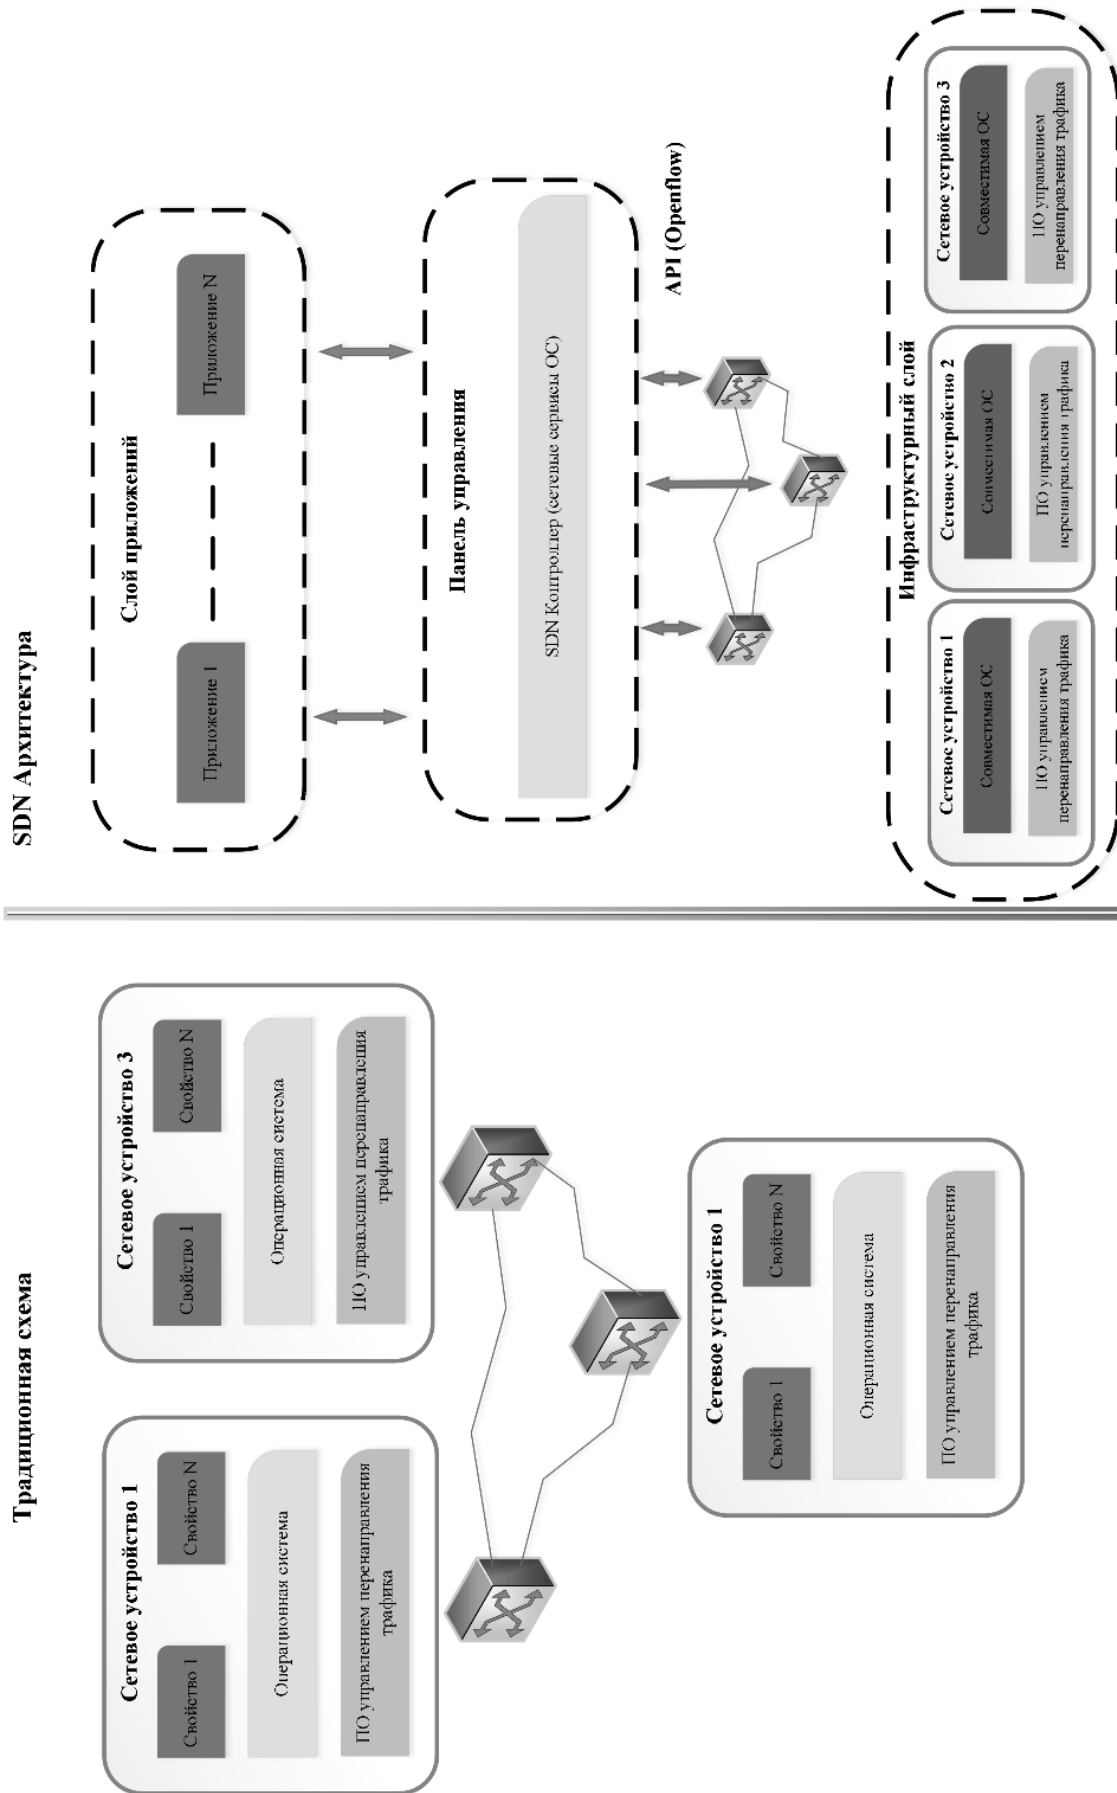 Традиционная схема
Сетевое устройство 1
Свойство 1
Свойство N
Операционная система
ПО управлением перенаправления
трафика
Сетевое устройство 3
Свойство 1
Свойство N
Операционная система
ПО управлением перенаправления
трафика
Сетевое устройство 1
Свойство 1
Свойство N
Операционная система
ПО управлением перенаправления
трафика
SDN Архитектура
Слой приложений
Приложение 1
Приложение N
Панель управления
SDN Контроллер (сетевые сервисы ОС)
API (Openflow)
Инфраструктурный слой
Сетевое устройство 1
Совместимая ОС
ПО управлением
перенаправления трафика
Сетевое устройство 2
Совместимая ОС
ПО управлением
перенаправления трафика
Сетевое устройство 3
Совместимая ОС
ПО управлением
перенаправления трафика